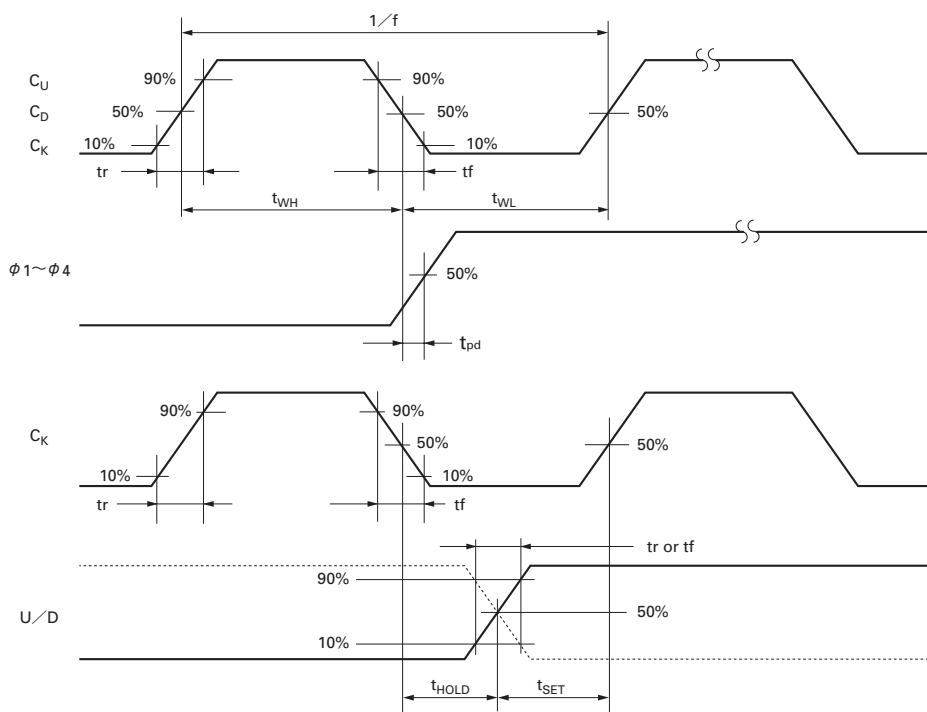 1/f
C_U 90% 90%
C_D 50% 50% 50%
C_K 10% 10%
tr tf
t_WH t_WL
φ1～φ4 50%
t_pd
90% 90%
C_K 50% 50%
10% 10%
tr tf
tr or tf
90%
U/D 50%
10%
t_HOLD t_SET